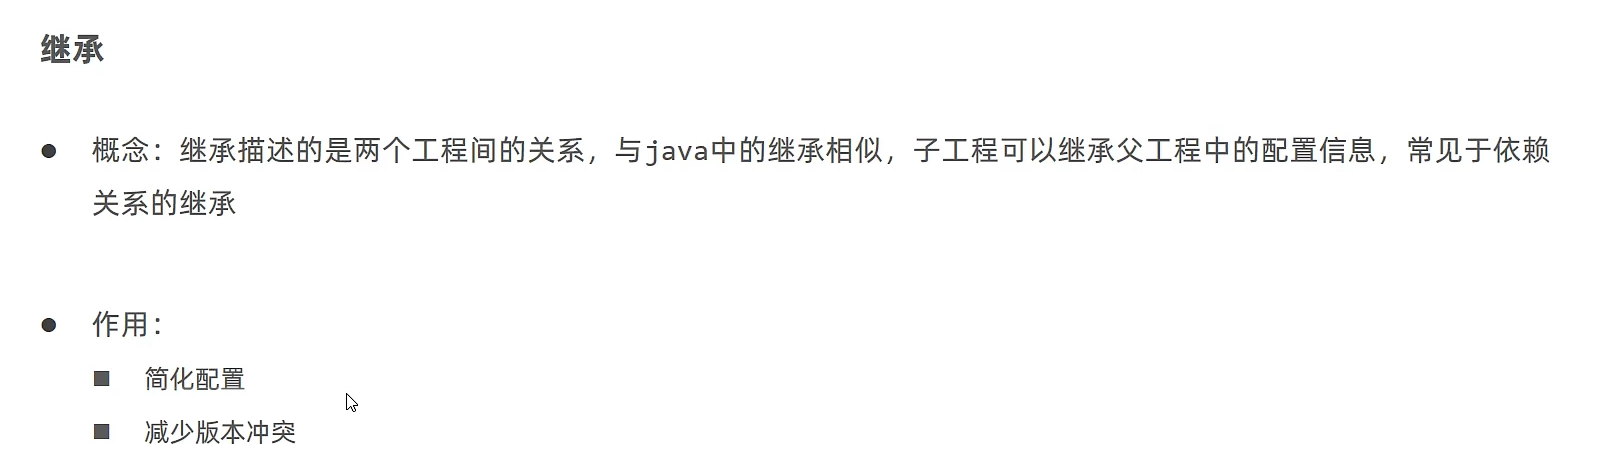 继承
概念：继承描述的是两个工程间的关系，与java中的继承相似，子工程可以继承父工程中的配置信息，常见于依赖
关系的继承
作用：
简化配置
减少版本冲突